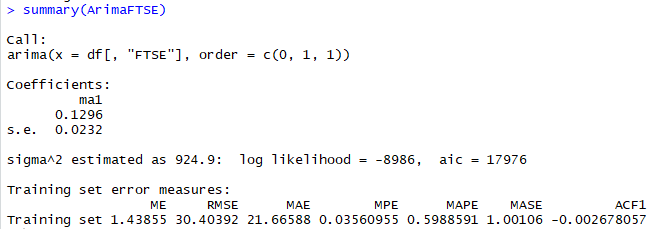 > summary(ArimaFTSE)
Call:
arima(x = df[, "FTSE"], order = c(0, 1, 1))
Coefficients:
ma1
0.1296
s.e. 0.0232
sigma^2 estimated as 924.9: log likelihood = -8986, aic = 17976
Training set error measures:
ME RMSE MAE MPE MAPE MASE ACF1
Training set 1.43855 30.40392 21.66588 0.03560955 0.5988591 1.00106 -0.002678057